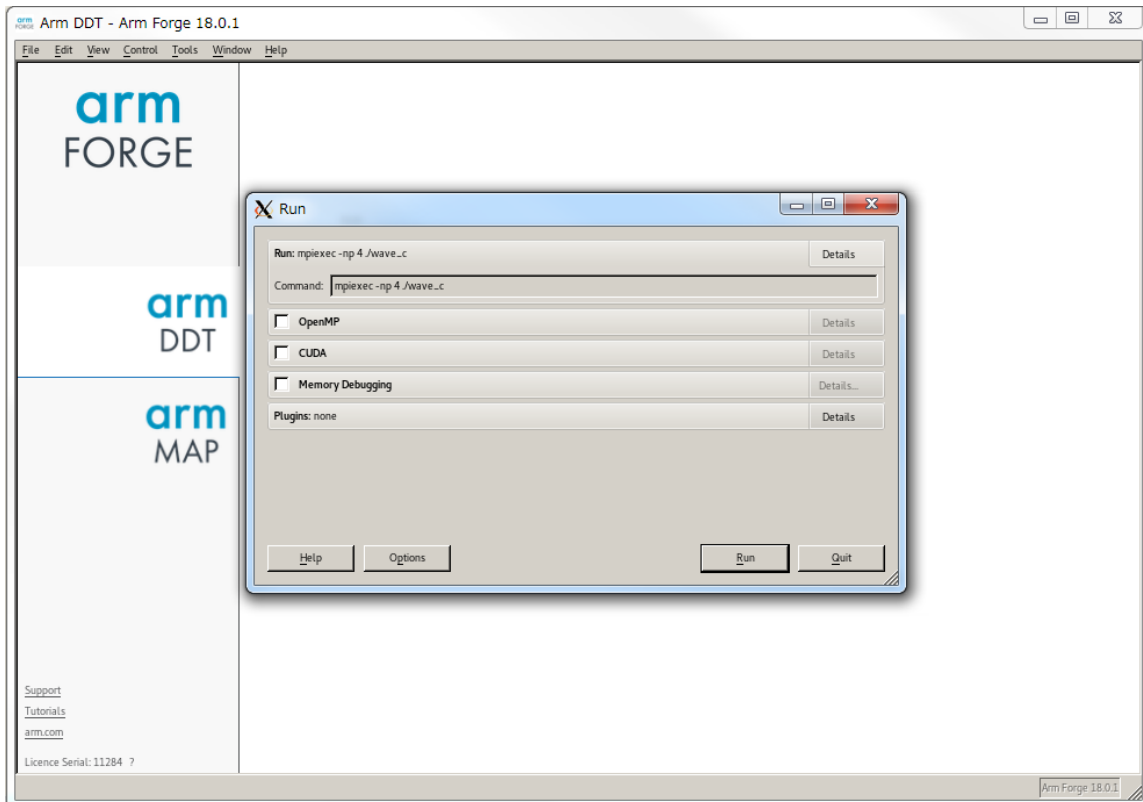 arm FORGE Arm DDT - Arm Forge 18.0.1
File Edit View Control Tools Window Help
arm
FORGE
arm
DDT
arm
MAP
Support
Tutorials
arm.com
Licence Serial: 11284 ?
Run
Run: mpiexec -np 4 ./wave_c Details
Command: mpiexec -np 4 ./wave_c
OpenMP Details
CUDA Details
Memory Debugging Details...
Plugins: none Details
Help Options Run Quit
Arm Forge 18.0.1